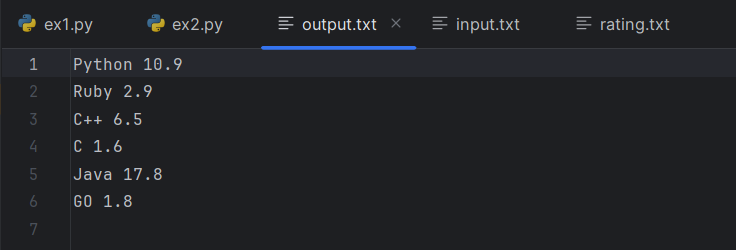 ex1.py ex2.py output.txt input.txt rating.txt
1 Python 10.9
2 Ruby 2.9
3 C++ 6.5
4 C 1.6
5 Java 17.8
6 GO 1.8
7